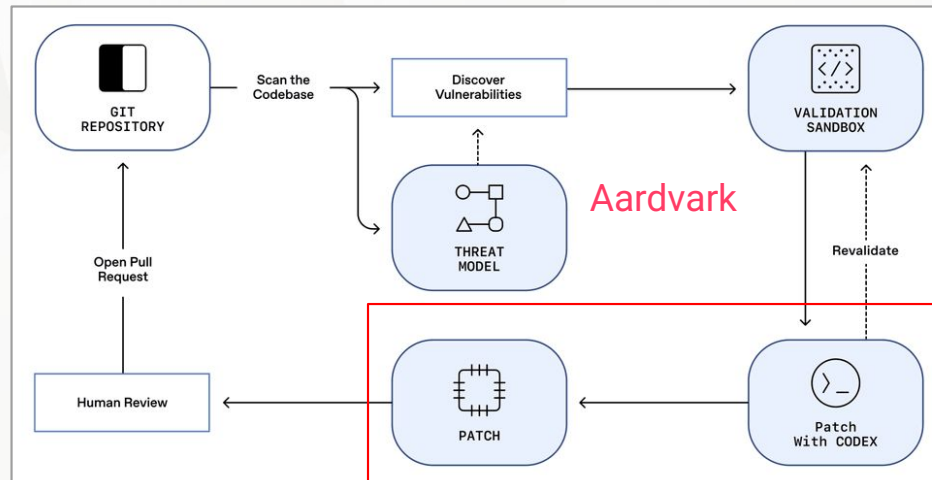 GIT
REPOSITORY
Scan the
Codebase
Discover
Vulnerabilities
</>
VALIDATION
SANDBOX
THREAT
MODEL
Aardvark
Open Pull
Request
Revalidate
Human Review
PATCH
>_
Patch
With CODEX